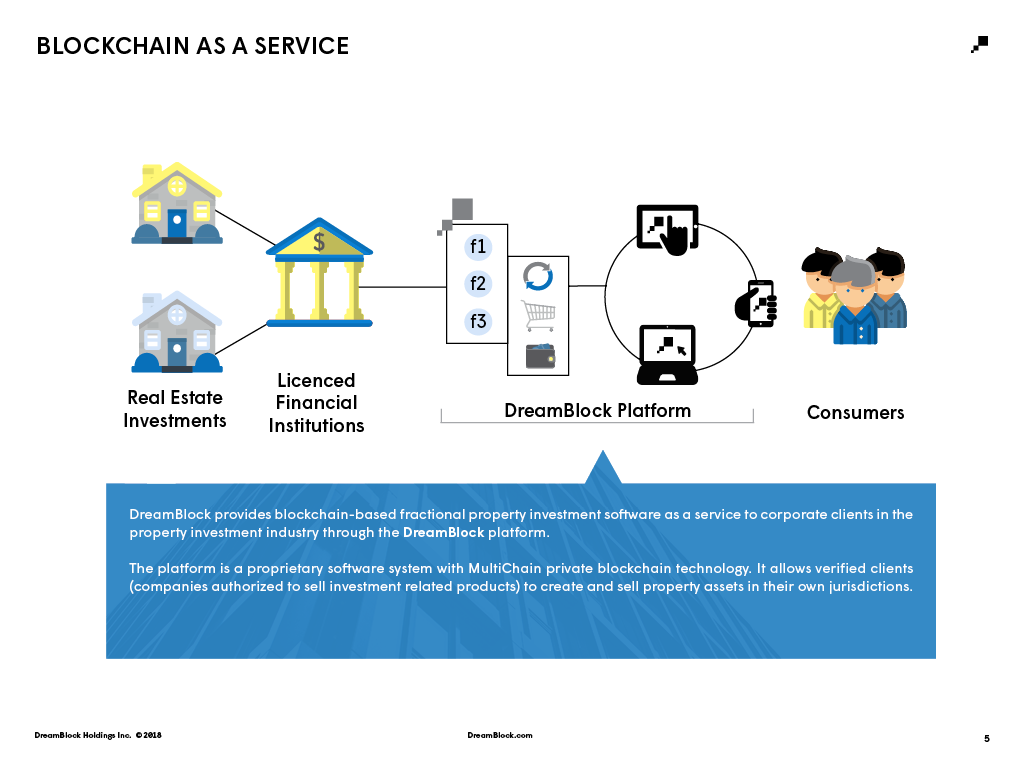 BLOCKCHAIN AS A SERVICE
$
f1
f2
f3
Real Estate
Investments
Licenced
Financial
Institutions
DreamBlock Platform
Consumers
DreamBlock provides blockchain-based fractional property investment software as a service to corporate clients in the
property investment industry through the DreamBlock platform.
The platform is a proprietary software system with MultiChain private blockchain technology. It allows verified clients
(companies authorized to sell investment related products) to create and sell property assets in their own jurisdictions.
DreamBlock Holdings Inc. © 2018
DreamBlock.com
5